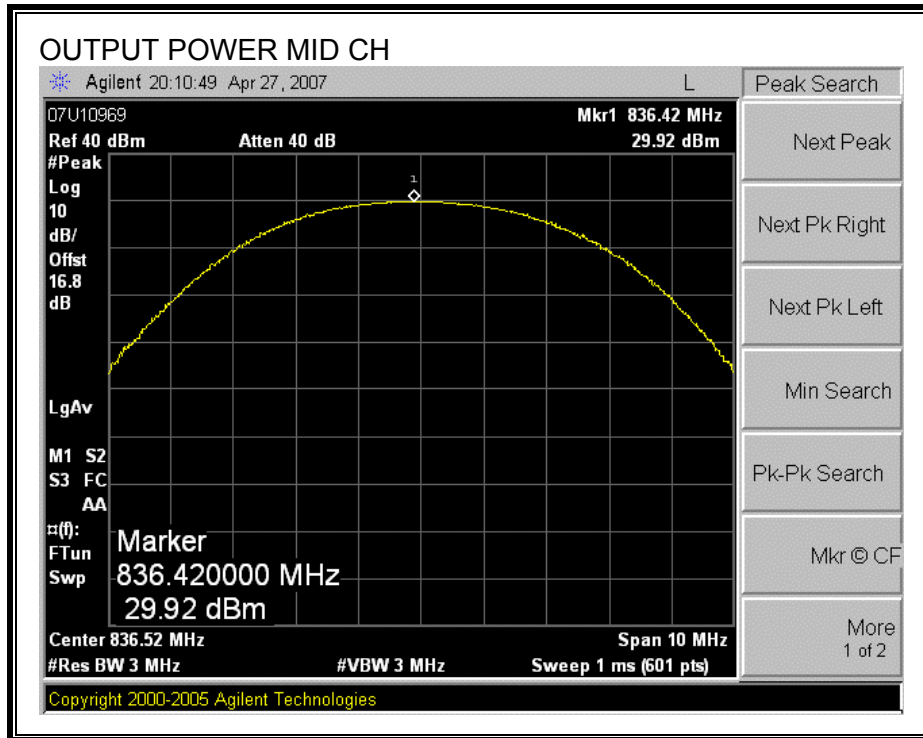 OUTPUT POWER MID CH
Agilent 20:10:49 Apr 27, 2007 L
Peak Search
07U10969 Mkr1 836.42 MHz
Ref 40 dBm Atten 40 dB 29.92 dBm
#Peak
Log
10
dB/
Offst
16.8
dB
1
LgAv
M1 S2
S3 FC
AA
¤(f):
FTun
Swp
Marker
836.420000 MHz
29.92 dBm
Center 836.52 MHz Span 10 MHz
#Res BW 3 MHz #VBW 3 MHz Sweep 1 ms (601 pts)
Copyright 2000-2005 Agilent Technologies
Next Peak
Next Pk Right
Next Pk Left
Min Search
Pk-Pk Search
Mkr © CF
More
1 of 2